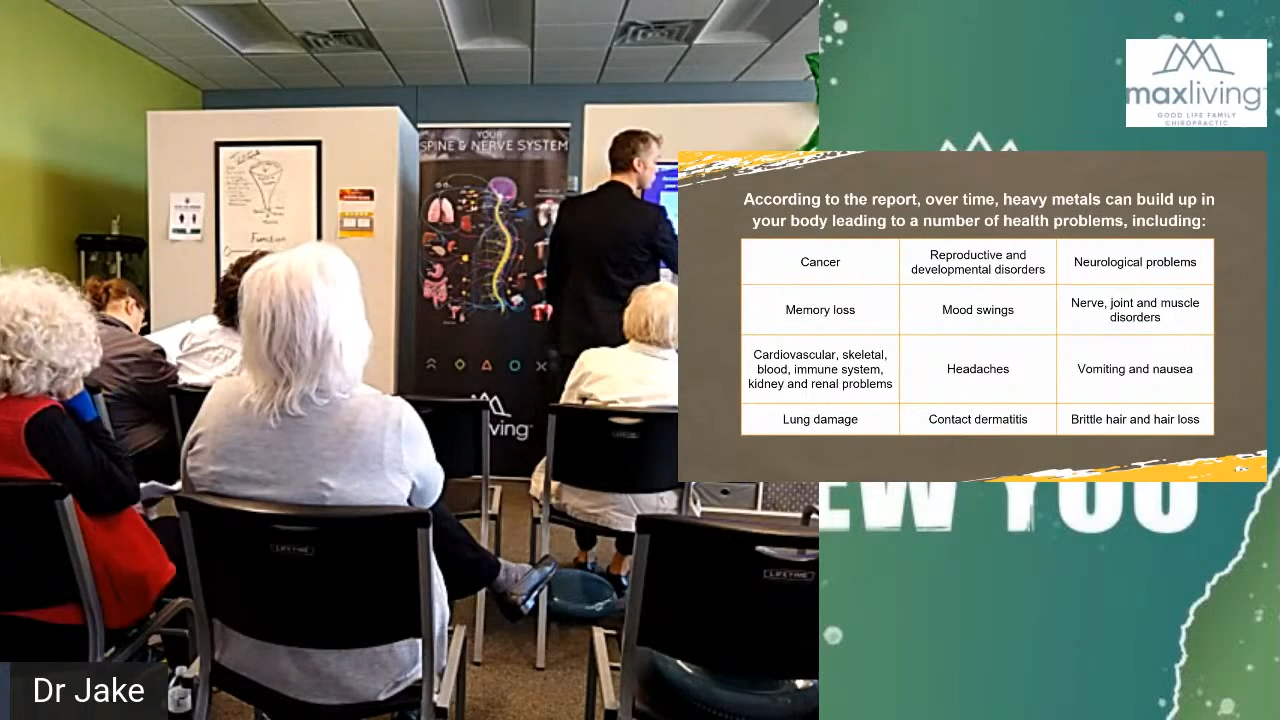 maxliving
GOOD LIFE FAMILY
CHIROPRACTIC
YOUR
SPINE & NERVE SYSTEM
According to the report, over time, heavy metals can build up in
your body leading to a number of health problems, including:
Cancer
Reproductive and
developmental disorders
Neurological problems
Memory loss
Mood swings
Nerve, joint and muscle
disorders
Cardiovascular, skeletal,
blood, immune system,
kidney and renal problems
Headaches
Vomiting and nausea
Lung damage
Contact dermatitis
Brittle hair and hair loss
Function
ving
EW YOU
LIFETIME
LIFETIME
Dr Jake